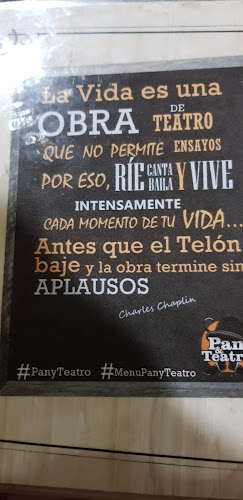 La Vida es una
OBRA DE TEATRO
QUE NO PERMITE ENSAYOS
POR ESO, RÍE CANTA BAILA Y VIVE
INTENSAMENTE
CADA MOMENTO DE TU VIDA...
Antes que el Telón
baje y la obra termine sin
APLAUSOS
Charles Chaplin
Pan
& Teatro
#PanyTeatro #MenuPanyTeatro